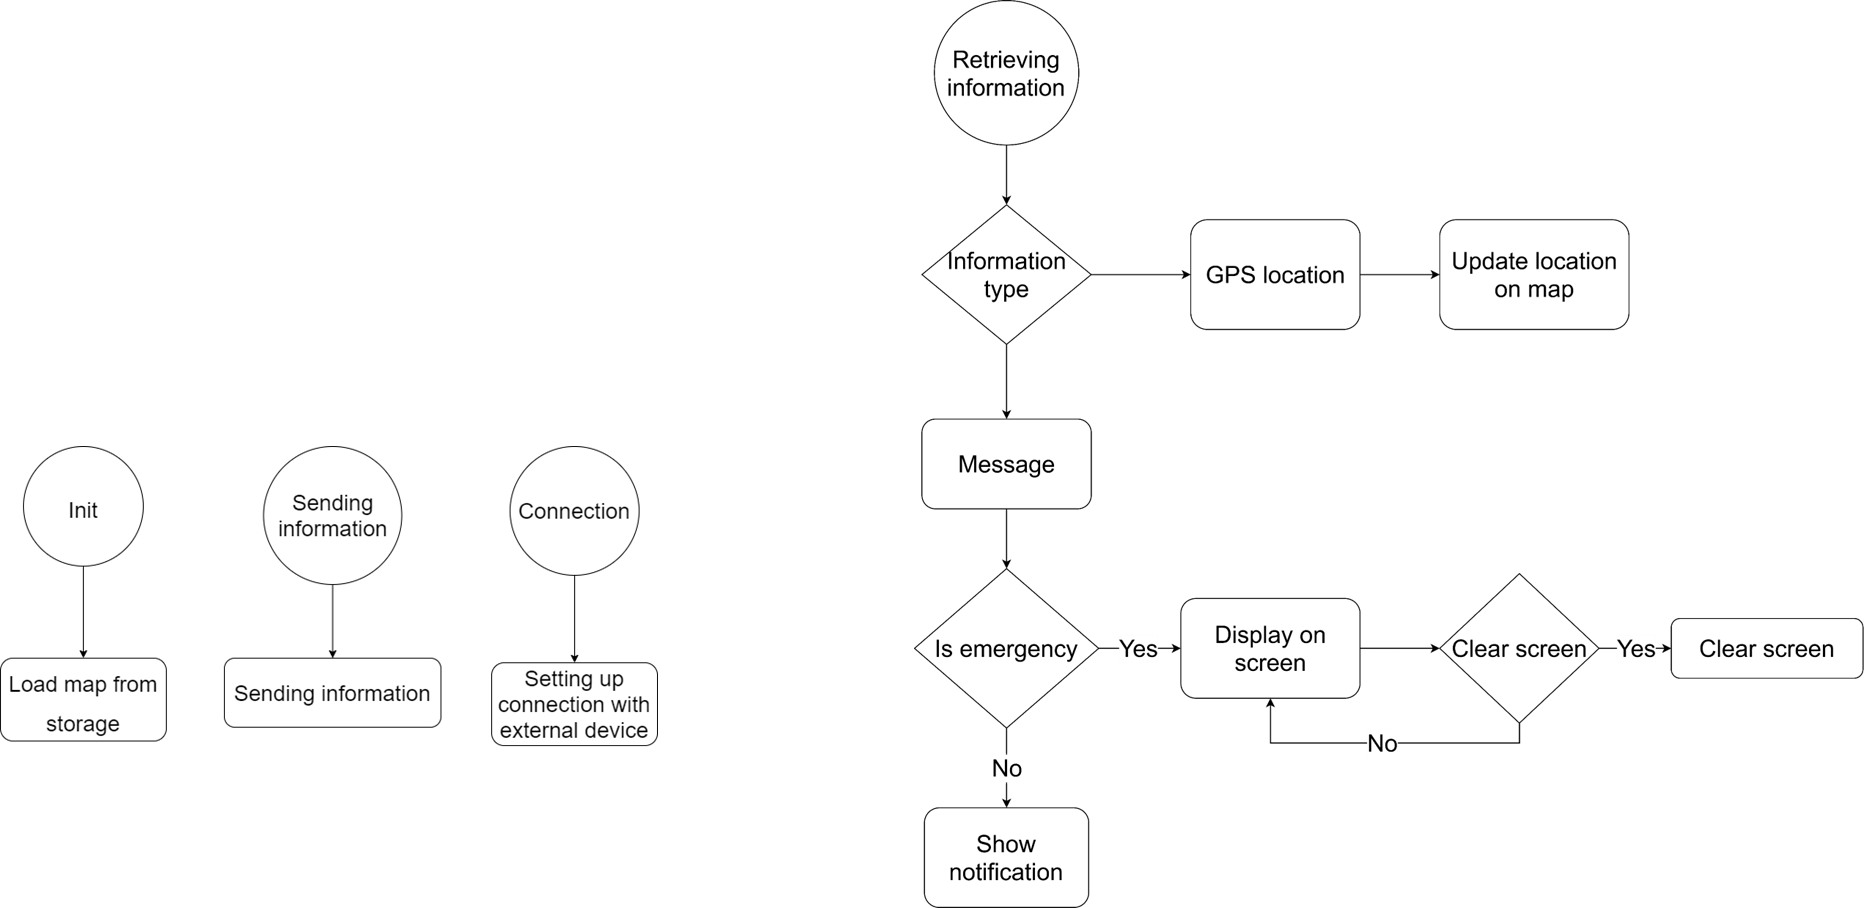 Retrieving
information
Information
type
GPS location
Update location
on map
Message
Init
Sending
information
Connection
Load map from
storage
Sending information
Setting up
connection with
external device
Is emergency
Yes
Display on
screen
Clear screen
Yes
Clear screen
No
No
Show
notification